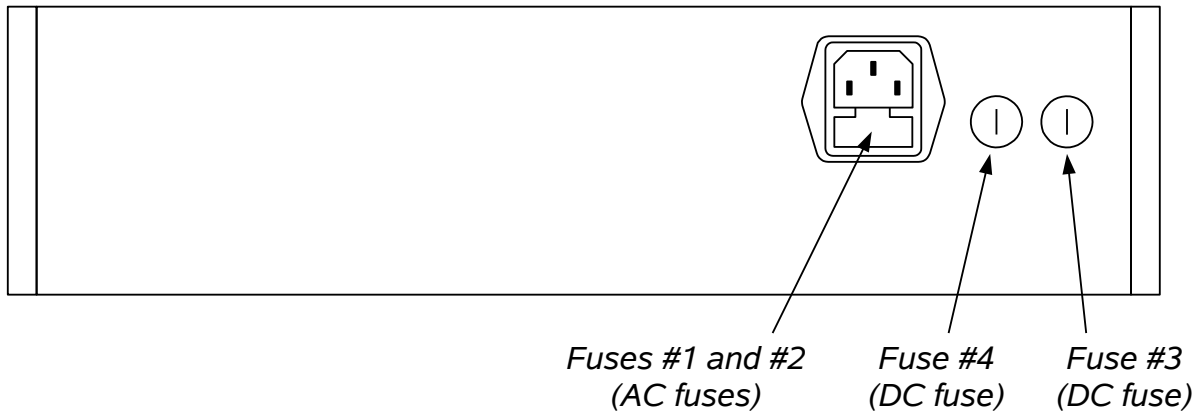 Fuses #1 and #2
(AC fuses)
Fuse #4
(DC fuse)
Fuse #3
(DC fuse)